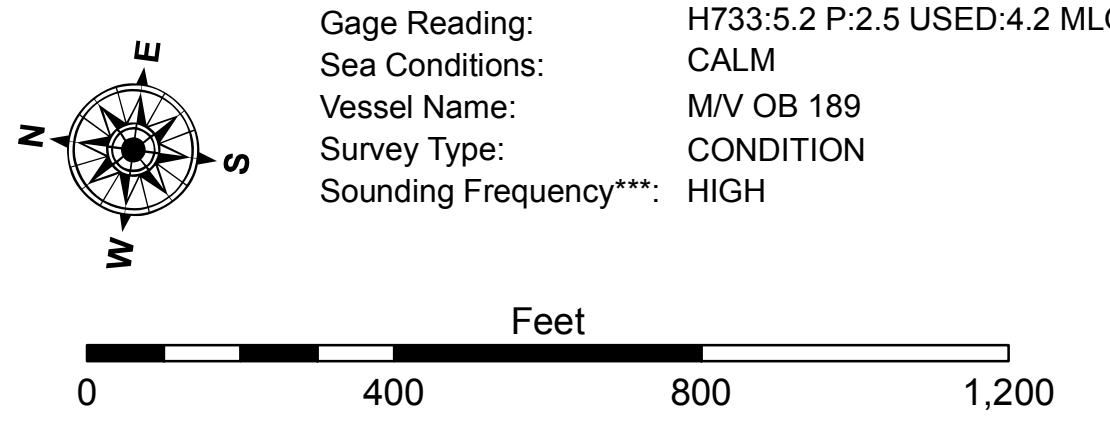 Gage Reading: H733:5.2 P:2.5 USED:4.2
Sea Conditions: CALM
Vessel Name: M/V OB 189
Survey Type: CONDITION
Sounding Frequency***: HIGH
E
N
S
W
Feet
0 400 800 1,200